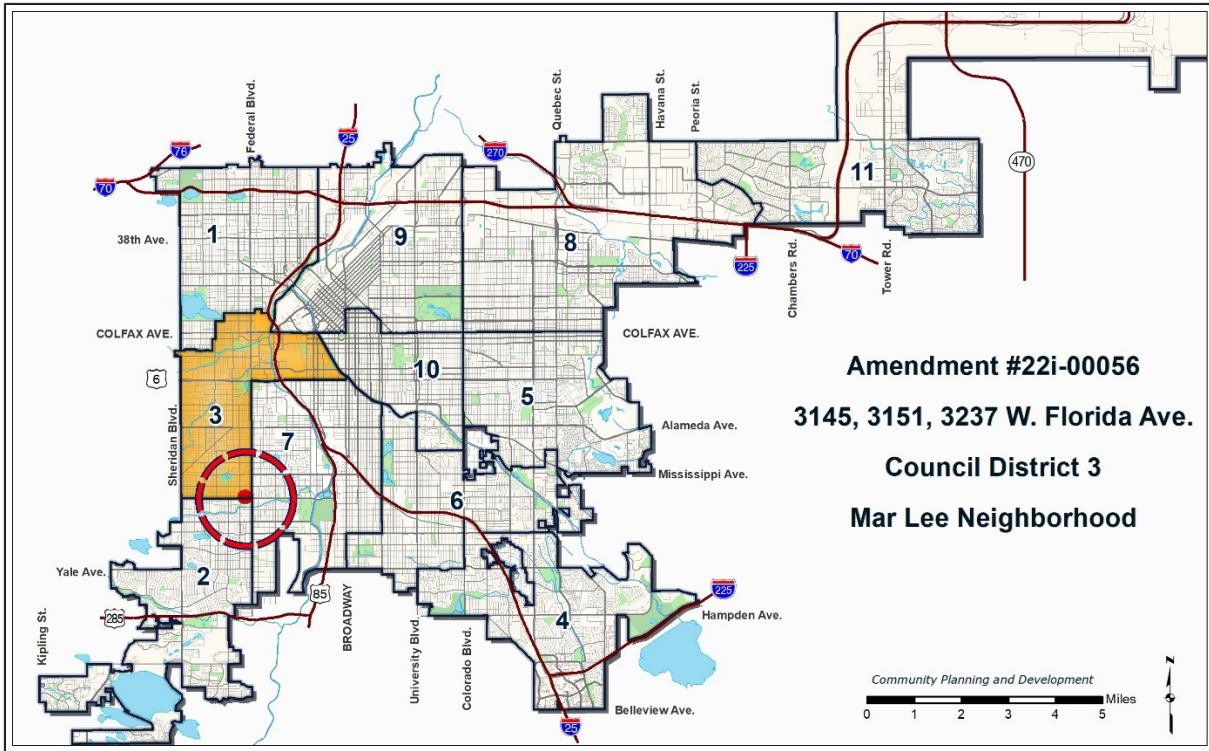 Federal Blvd.
Quebec St.
Havana St.
Peoria St.
76
25
270
70
470
11
1
9
8
38th Ave.
225
70
Chambers Rd.
Tower Rd.
COLFAX AVE.
COLFAX AVE.
6
10
5
3
Sheridan Blvd.
7
Alameda Ave.
Mississippi Ave.
6
Yale Ave.
2
85
BROADWAY
285
Kipling St.
University Blvd.
Colorado Blvd.
4
225
Hampden Ave.
Belleview Ave.
25
Amendment #22i-00056
3145, 3151, 3237 W. Florida Ave.
Council District 3
Mar Lee Neighborhood
Community Planning and Development
Miles
0 1 2 3 4 5
N